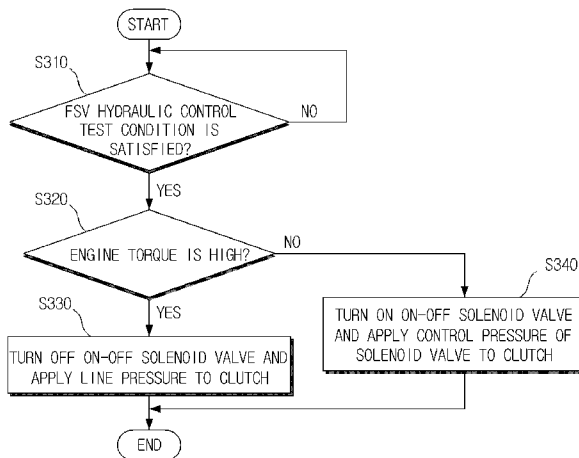 START
S310
FSV HYDRAULIC CONTROL
TEST CONDITION IS
SATISFIED?
NO
YES
S320
ENGINE TORQUE IS HIGH?
NO
YES
S330
TURN OFF ON-OFF SOLENOID VALVE AND
APPLY LINE PRESSURE TO CLUTCH
S340
TURN ON ON-OFF SOLENOID VALVE
AND APPLY CONTROL PRESSURE OF
SOLENOID VALVE TO CLUTCH
END